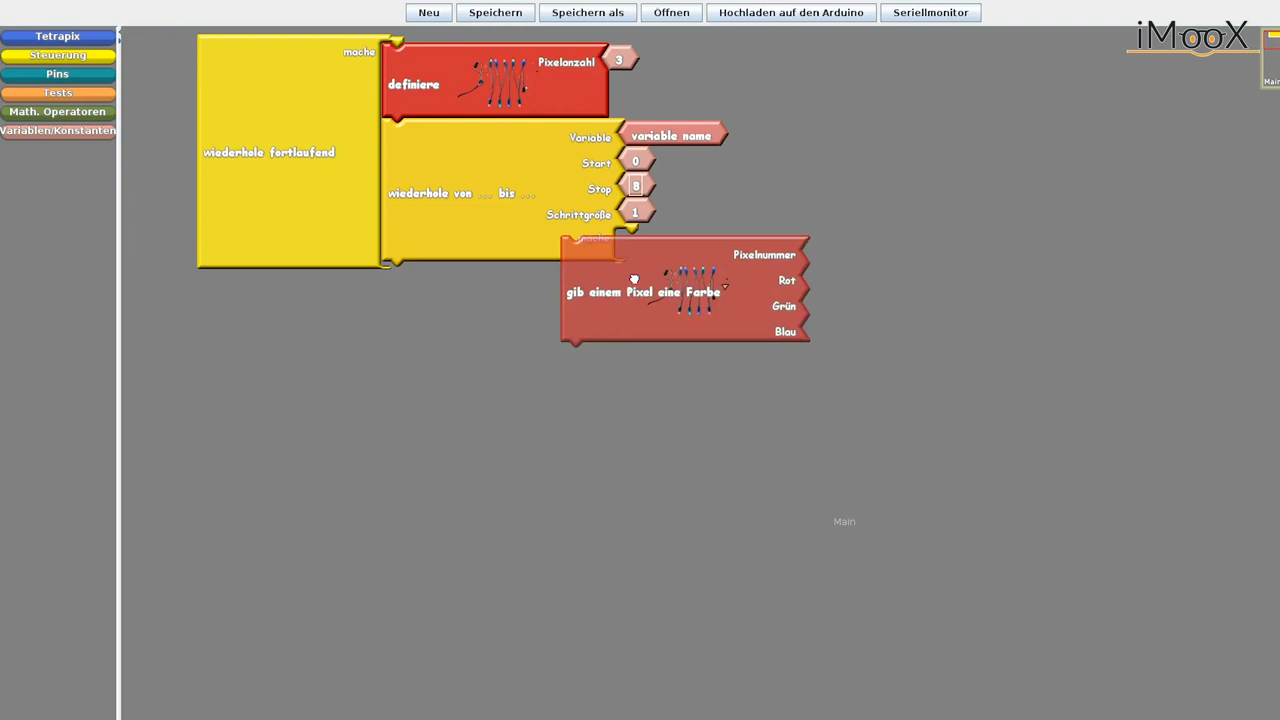 Neu
Speichern
Speichern als
Öffnen
Hochladen auf den Arduino
Seriellmonitor
iMooX
Tetrapix
Steuerung
Pins
Tests
Math. Operatoren
Variablen/Konstanten
Main
mache
wiederhole fortlaufend
Pixelanzahl
3
definiere
Variable
variable name
Start
0
wiederhole von ... bis ...
Stop
8
Schrittgröße
1
mache
Pixelnummer
gib einem Pixel eine Farbe
Rot
Grün
Blau
Main